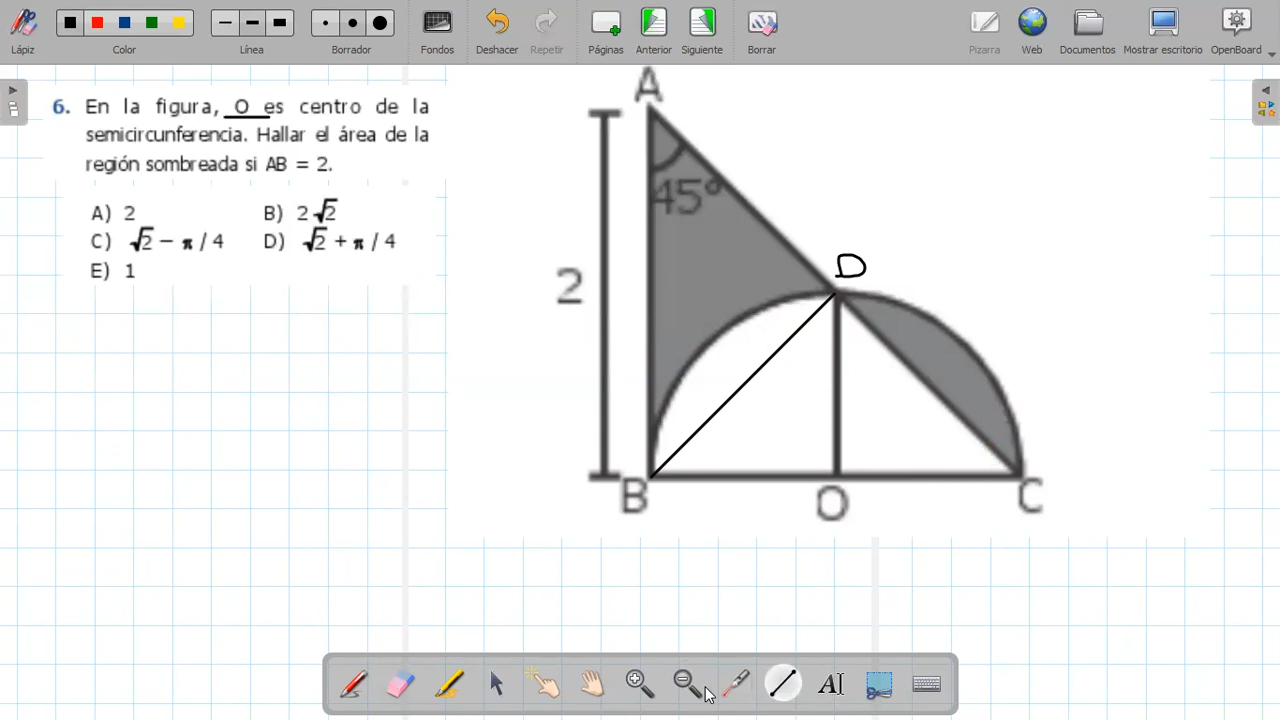 Lápiz Color Línea Borrador Fondos Deshacer Repetir Páginas Anterior Siguiente Borrar Pizarra Web Documentos Mostrar escritorio OpenBoard
6. En la figura, O es centro de la
semicircunferencia. Hallar el área de la
región sombreada si AB = 2.
A) 2 B) 2√2
C) √2 − π / 4 D) √2 + π / 4
E) 1
A
45°
D
2
B O C
AI